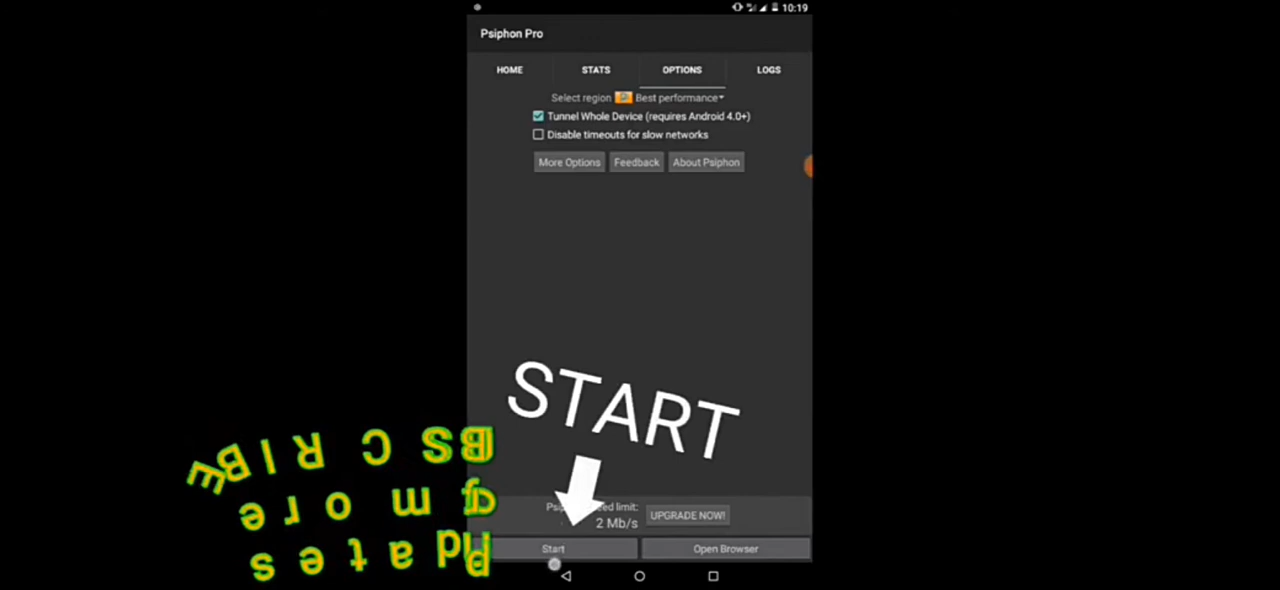 10:19
Psiphon Pro
HOME STATS OPTIONS LOGS
Select region Best performance
Tunnel Whole Device (requires Android 4.0+)
Disable timeouts for slow networks
More Options Feedback About Psiphon
START
2 Mb/s
UPGRADE NOW!
Start Open Browser